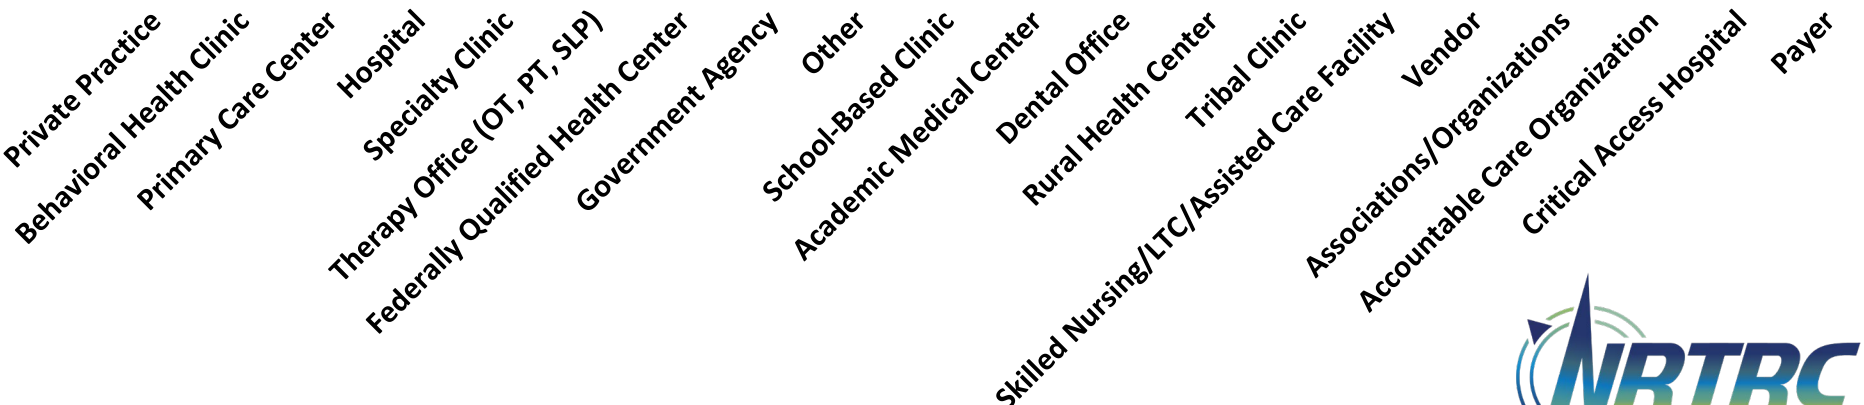 Private Practice
Behavioral Health Clinic
Primary Care Center
Hospital
Specialty Clinic
Therapy Office (OT, PT, SLP)
Federally Qualified Health Center
Government Agency
Other
School-Based Clinic
Academic Medical Center
Dental Office
Rural Health Center
Tribal Clinic
Skilled Nursing/LTC/Assisted Care Facility
Vendor
Associations/Organizations
Accountable Care Organization
Critical Access Hospital
Payer
NRTRC